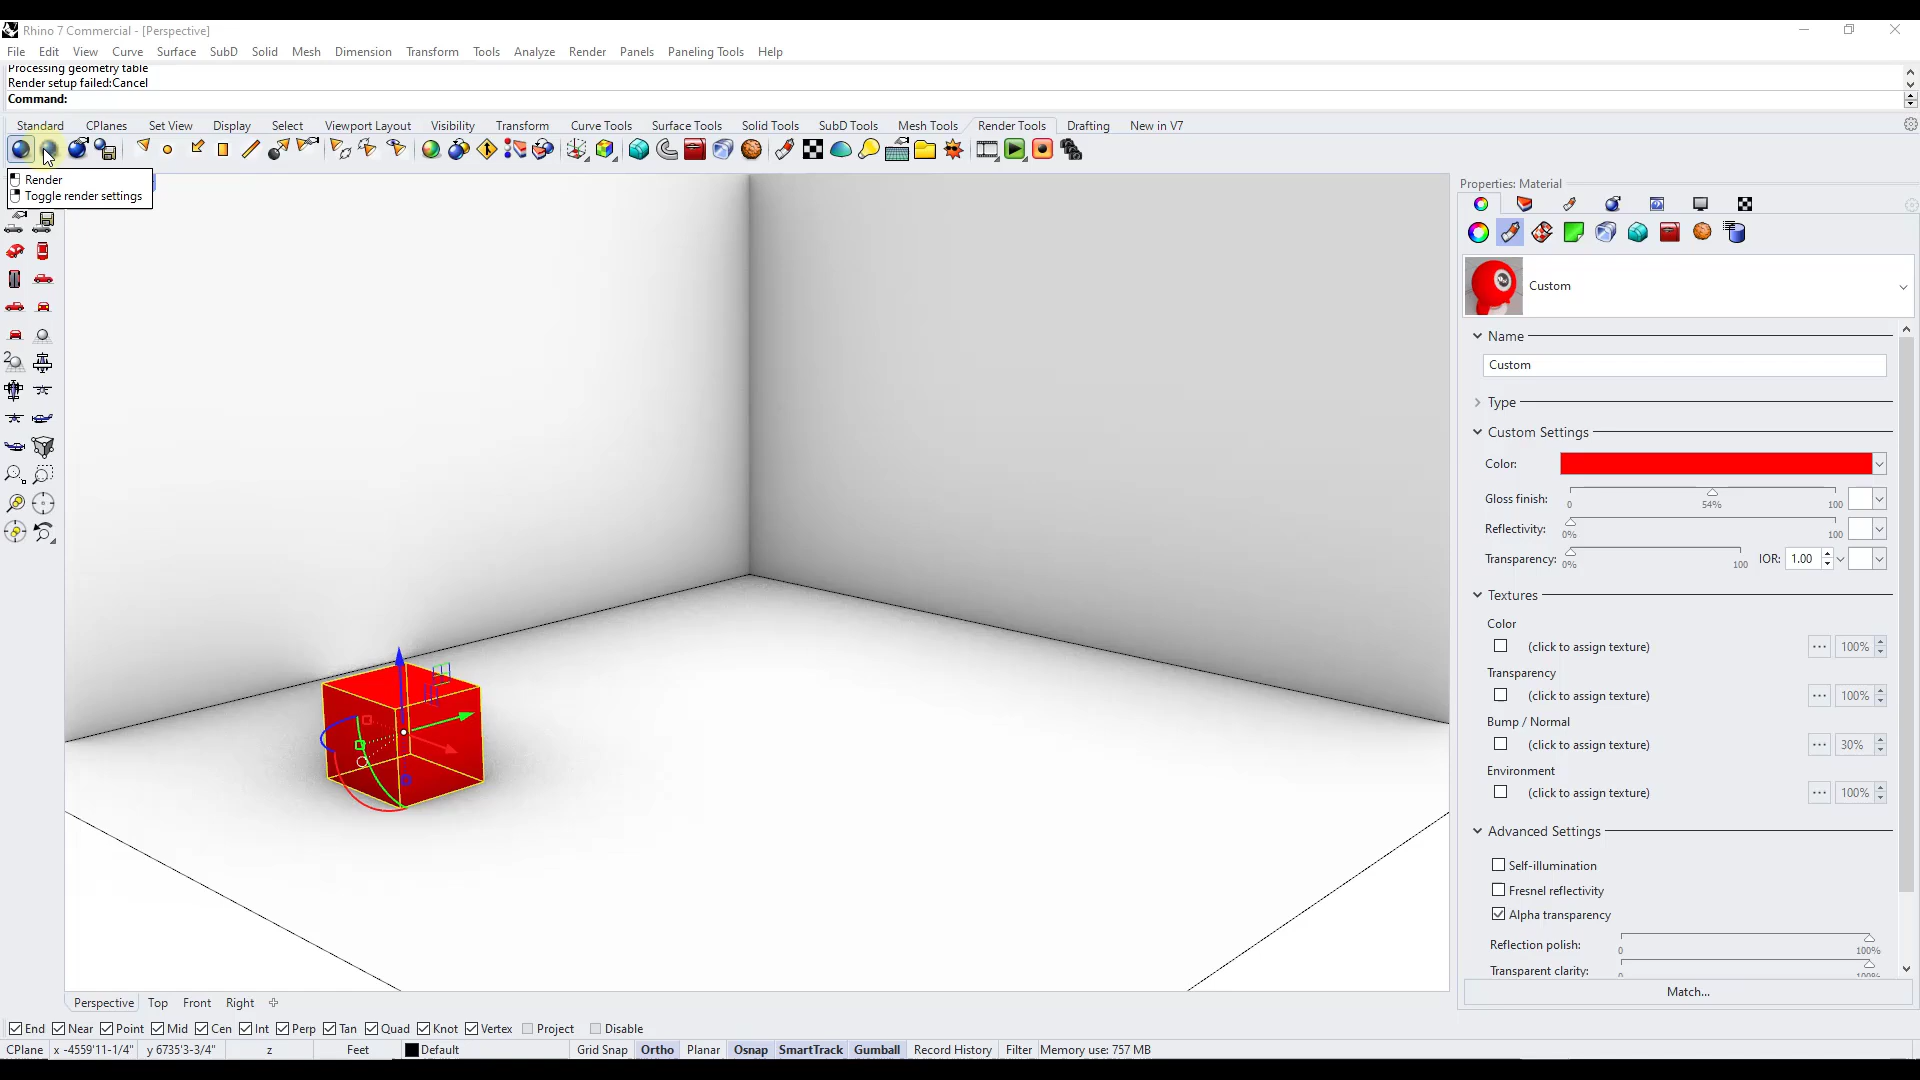 Rhino 7 Commercial - [Perspective]
File Edit View Curve Surface SubD Solid Mesh Dimension Transform Tools Analyze Render Panels Paneling Tools Help
Processing geometry table
Render setup failed:Cancel
Command:
Standard CPlanes Set View Display Select Viewport Layout Visibility Transform Curve Tools Surface Tools Solid Tools SubD Tools Mesh Tools Render Tools Drafting New in V7
Render
Toggle render settings
Properties: Material
Custom
Name
Custom
Type
Custom Settings
Color:
Gloss finish: 0 54% 100
Reflectivity: 0% 100
Transparency: 0% 100 IOR: 1.00
Textures
Color
(click to assign texture) ... 100%
Transparency
(click to assign texture) ... 100%
Bump / Normal
(click to assign texture) ... 30%
Environment
(click to assign texture) ... 100%
Advanced Settings
Self-illumination
Fresnel reflectivity
Alpha transparency
Reflection polish: 0 100%
Transparent clarity: 0 100%
Match...
Perspective Top Front Right
End Near Point Mid Cen Int Perp Tan Quad Knot Vertex Project Disable
CPlane x -4559'11-1/4" y 6735'3-3/4" z Feet Default Grid Snap Ortho Planar Osnap SmartTrack Gumball Record History Filter Memory use: 757 MB